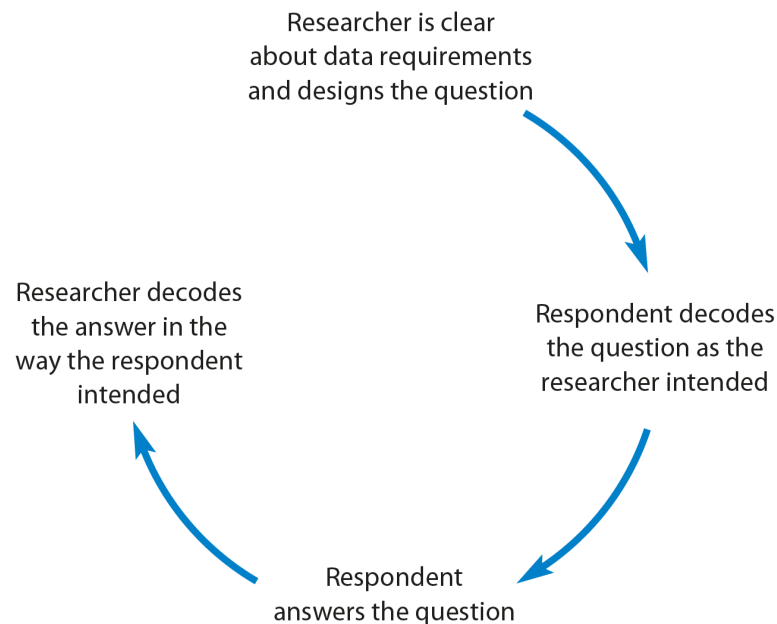 Researcher is clear
about data requirements
and designs the question
Respondent decodes
the question as the
researcher intended
Respondent
answers the question
Researcher decodes
the answer in the
way the respondent
intended